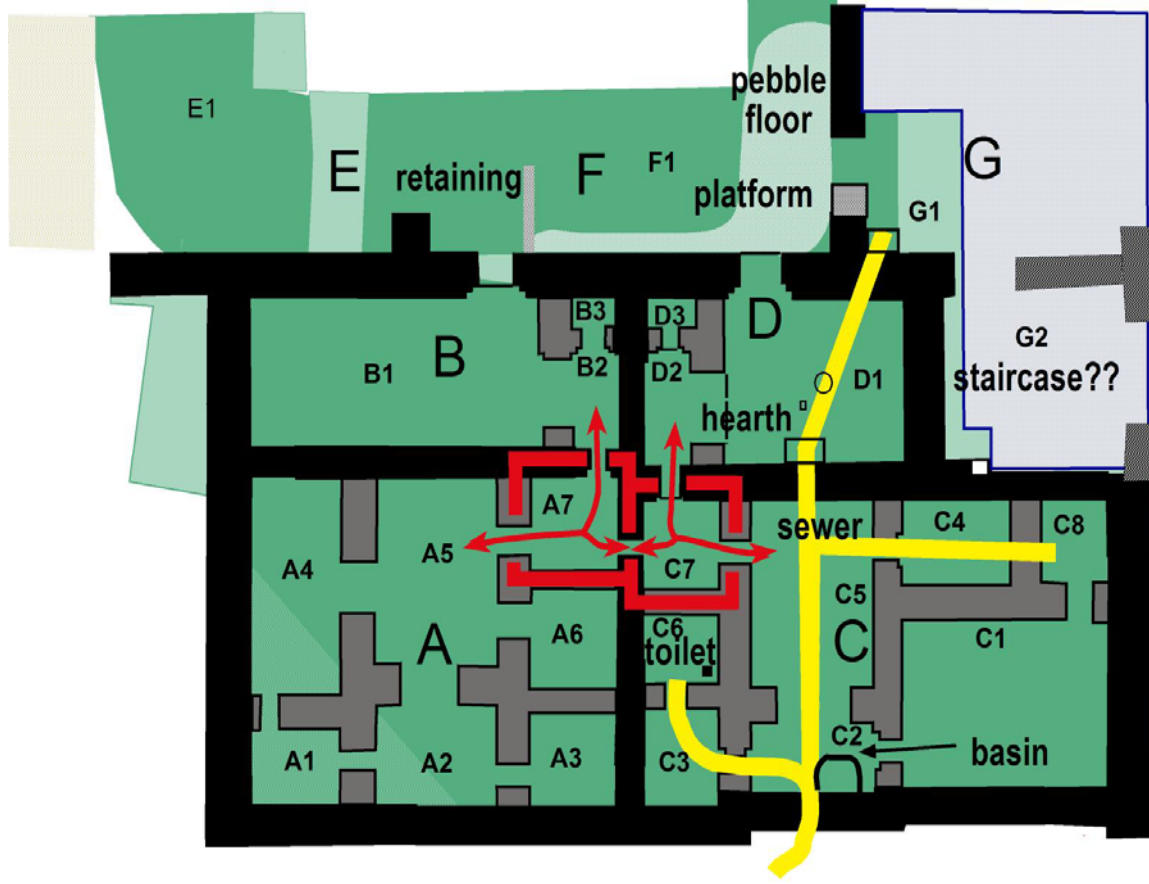 pebble
floor
E1
E
retaining
F
F1
platform
G
G1
B3
D3
D
B
B1
B2
D2
D1
G2
staircase??
hearth
A7
sewer
C4
C8
A4
A5
C7
C5
A
A6
C6
toilet
C
C1
A1
A2
A3
C3
C2
basin